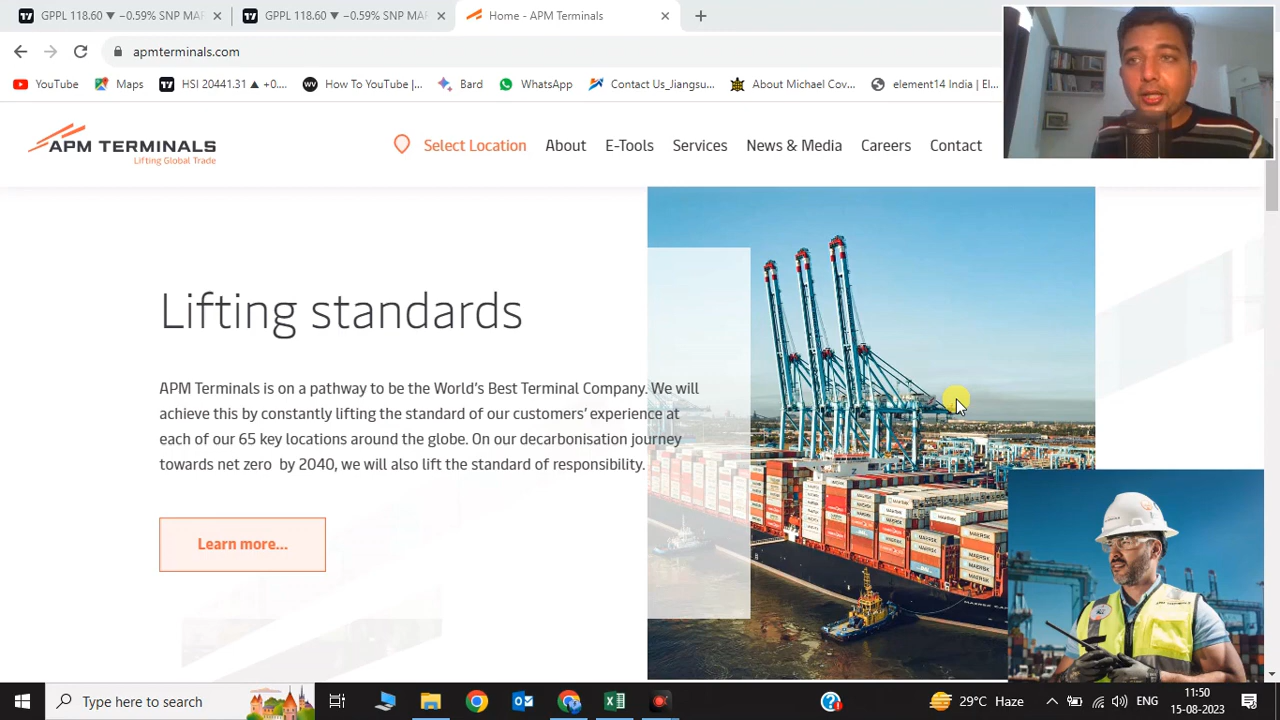 GPPL 118.60 ▼ −0.59% SNP MAR
GPPL 118.60 ▼ −0.59% SNP MAR
Home - APM Terminals
apmterminals.com
YouTube
Maps
HSI 20441.31 ▲ +0....
How To YouTube |...
Bard
WhatsApp
Contact Us_Jiangsu...
About Michael Cov...
element14 India | El...
APM TERMINALS
Lifting Global Trade
Select Location
About
E-Tools
Services
News & Media
Careers
Contact
Lifting standards
APM Terminals is on a pathway to be the World's Best Terminal Company. We will
achieve this by constantly lifting the standard of our customers' experience at
each of our 65 key locations around the globe. On our decarbonisation journey
towards net zero by 2040, we will also lift the standard of responsibility.
Learn more...
MAERSK
MAERSK
MAERSK
MAERSK
Type here to search
29°C Haze
ENG
11:50
15-08-2023